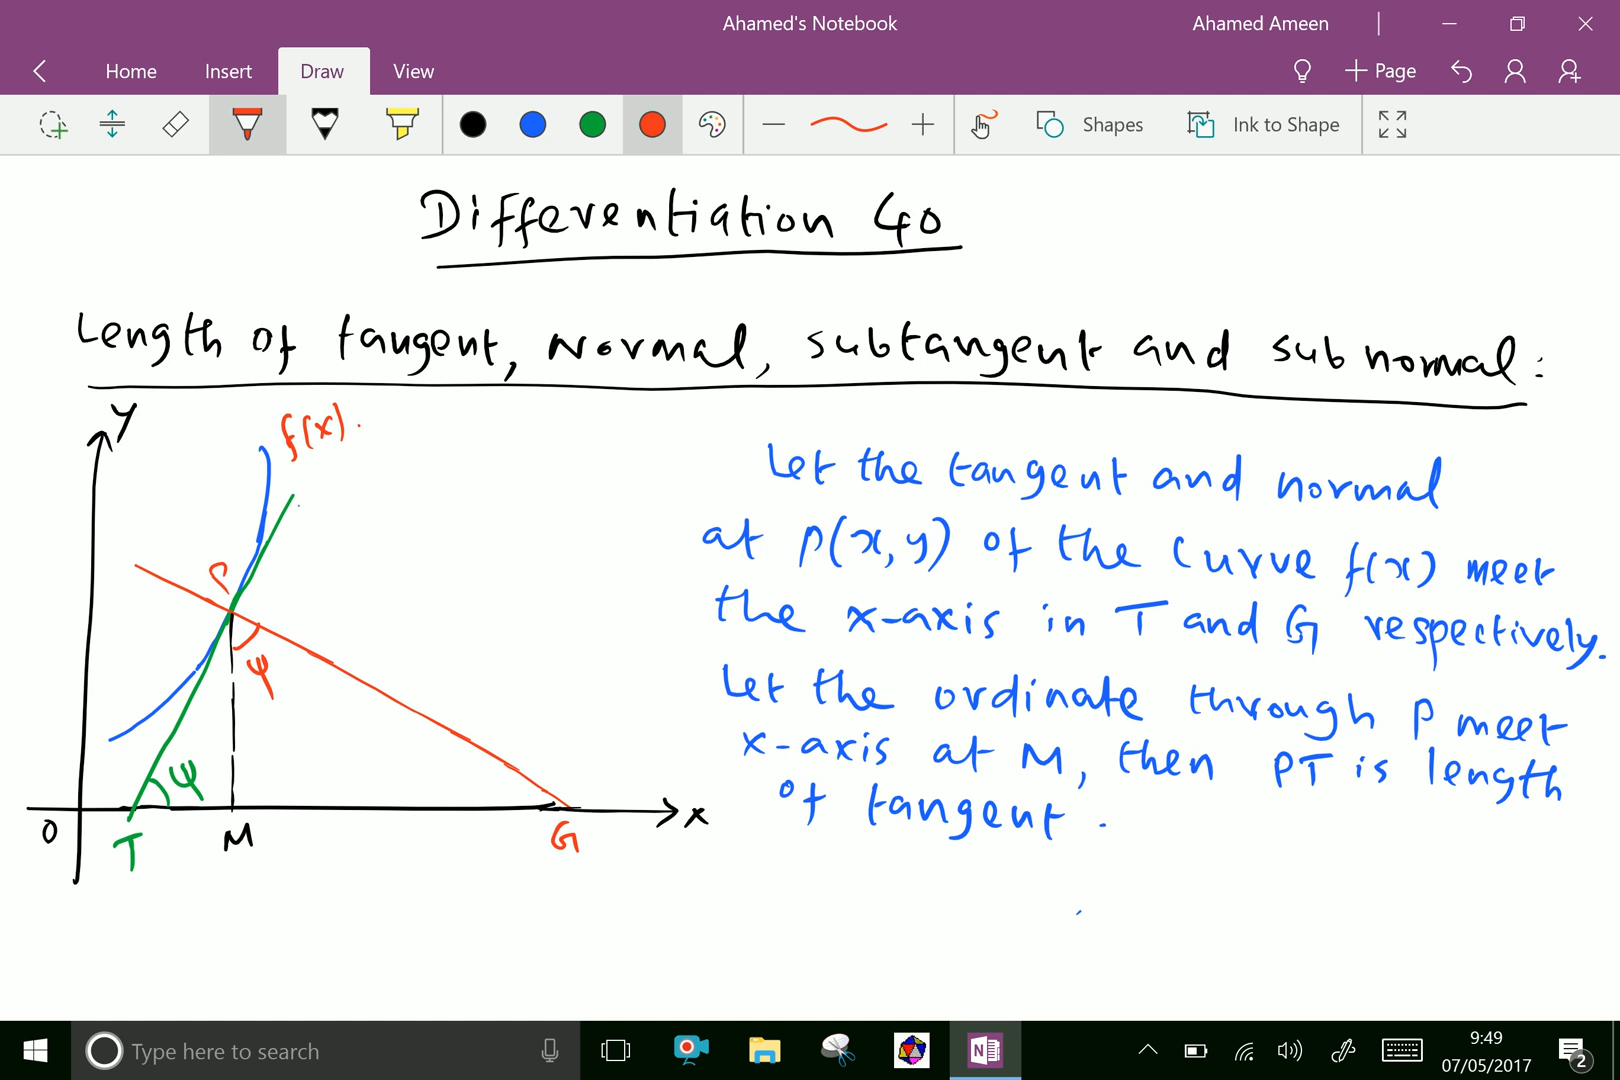 Ahamed's Notebook
Ahamed Ameen
Home Insert Draw View
Page
Shapes
Ink to Shape
Differentiation 40
Length of tangent, Normal, subtangent and subnormal:
Y
f(x).
P
ψ
ψ
O
T
M
G
x
Let the tangent and normal
at P(x,y) of the curve f(x) meet
the x-axis in T and G respectively.
Let the ordinate through P meet
x-axis at M, then PT is length
of tangent.
Type here to search
N
9:49
07/05/2017
2